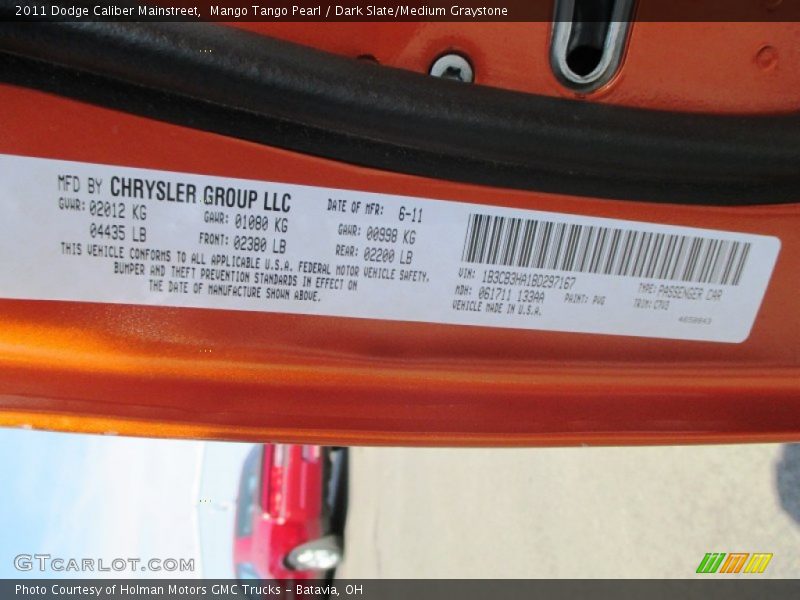 2011 Dodge Caliber Mainstreet,  Mango Tango Pearl / Dark Slate/Medium Graystone
MFD BY CHRYSLER GROUP LLC
DATE OF MFR: 6-11
GVWR: 02012 KG
04435 LB
GAWR: 01080 KG
FRONT: 02380 LB
GAWR: 00998 KG
REAR: 02200 LB
THIS VEHICLE CONFORMS TO ALL APPLICABLE U.S.A. FEDERAL MOTOR VEHICLE SAFETY,
BUMPER AND THEFT PREVENTION STANDARDS IN EFFECT ON
THE DATE OF MANUFACTURE SHOWN ABOVE.
VIN: 1B3CB3HA1BD297167
TYPE: PASSENGER CAR
MDH: 061711 133AA
PAINT: PVG
TRIM:
VEHICLE MADE IN U.S.A.
GTCARLOT.COM
Photo Courtesy of Holman Motors GMC Trucks - Batavia, OH